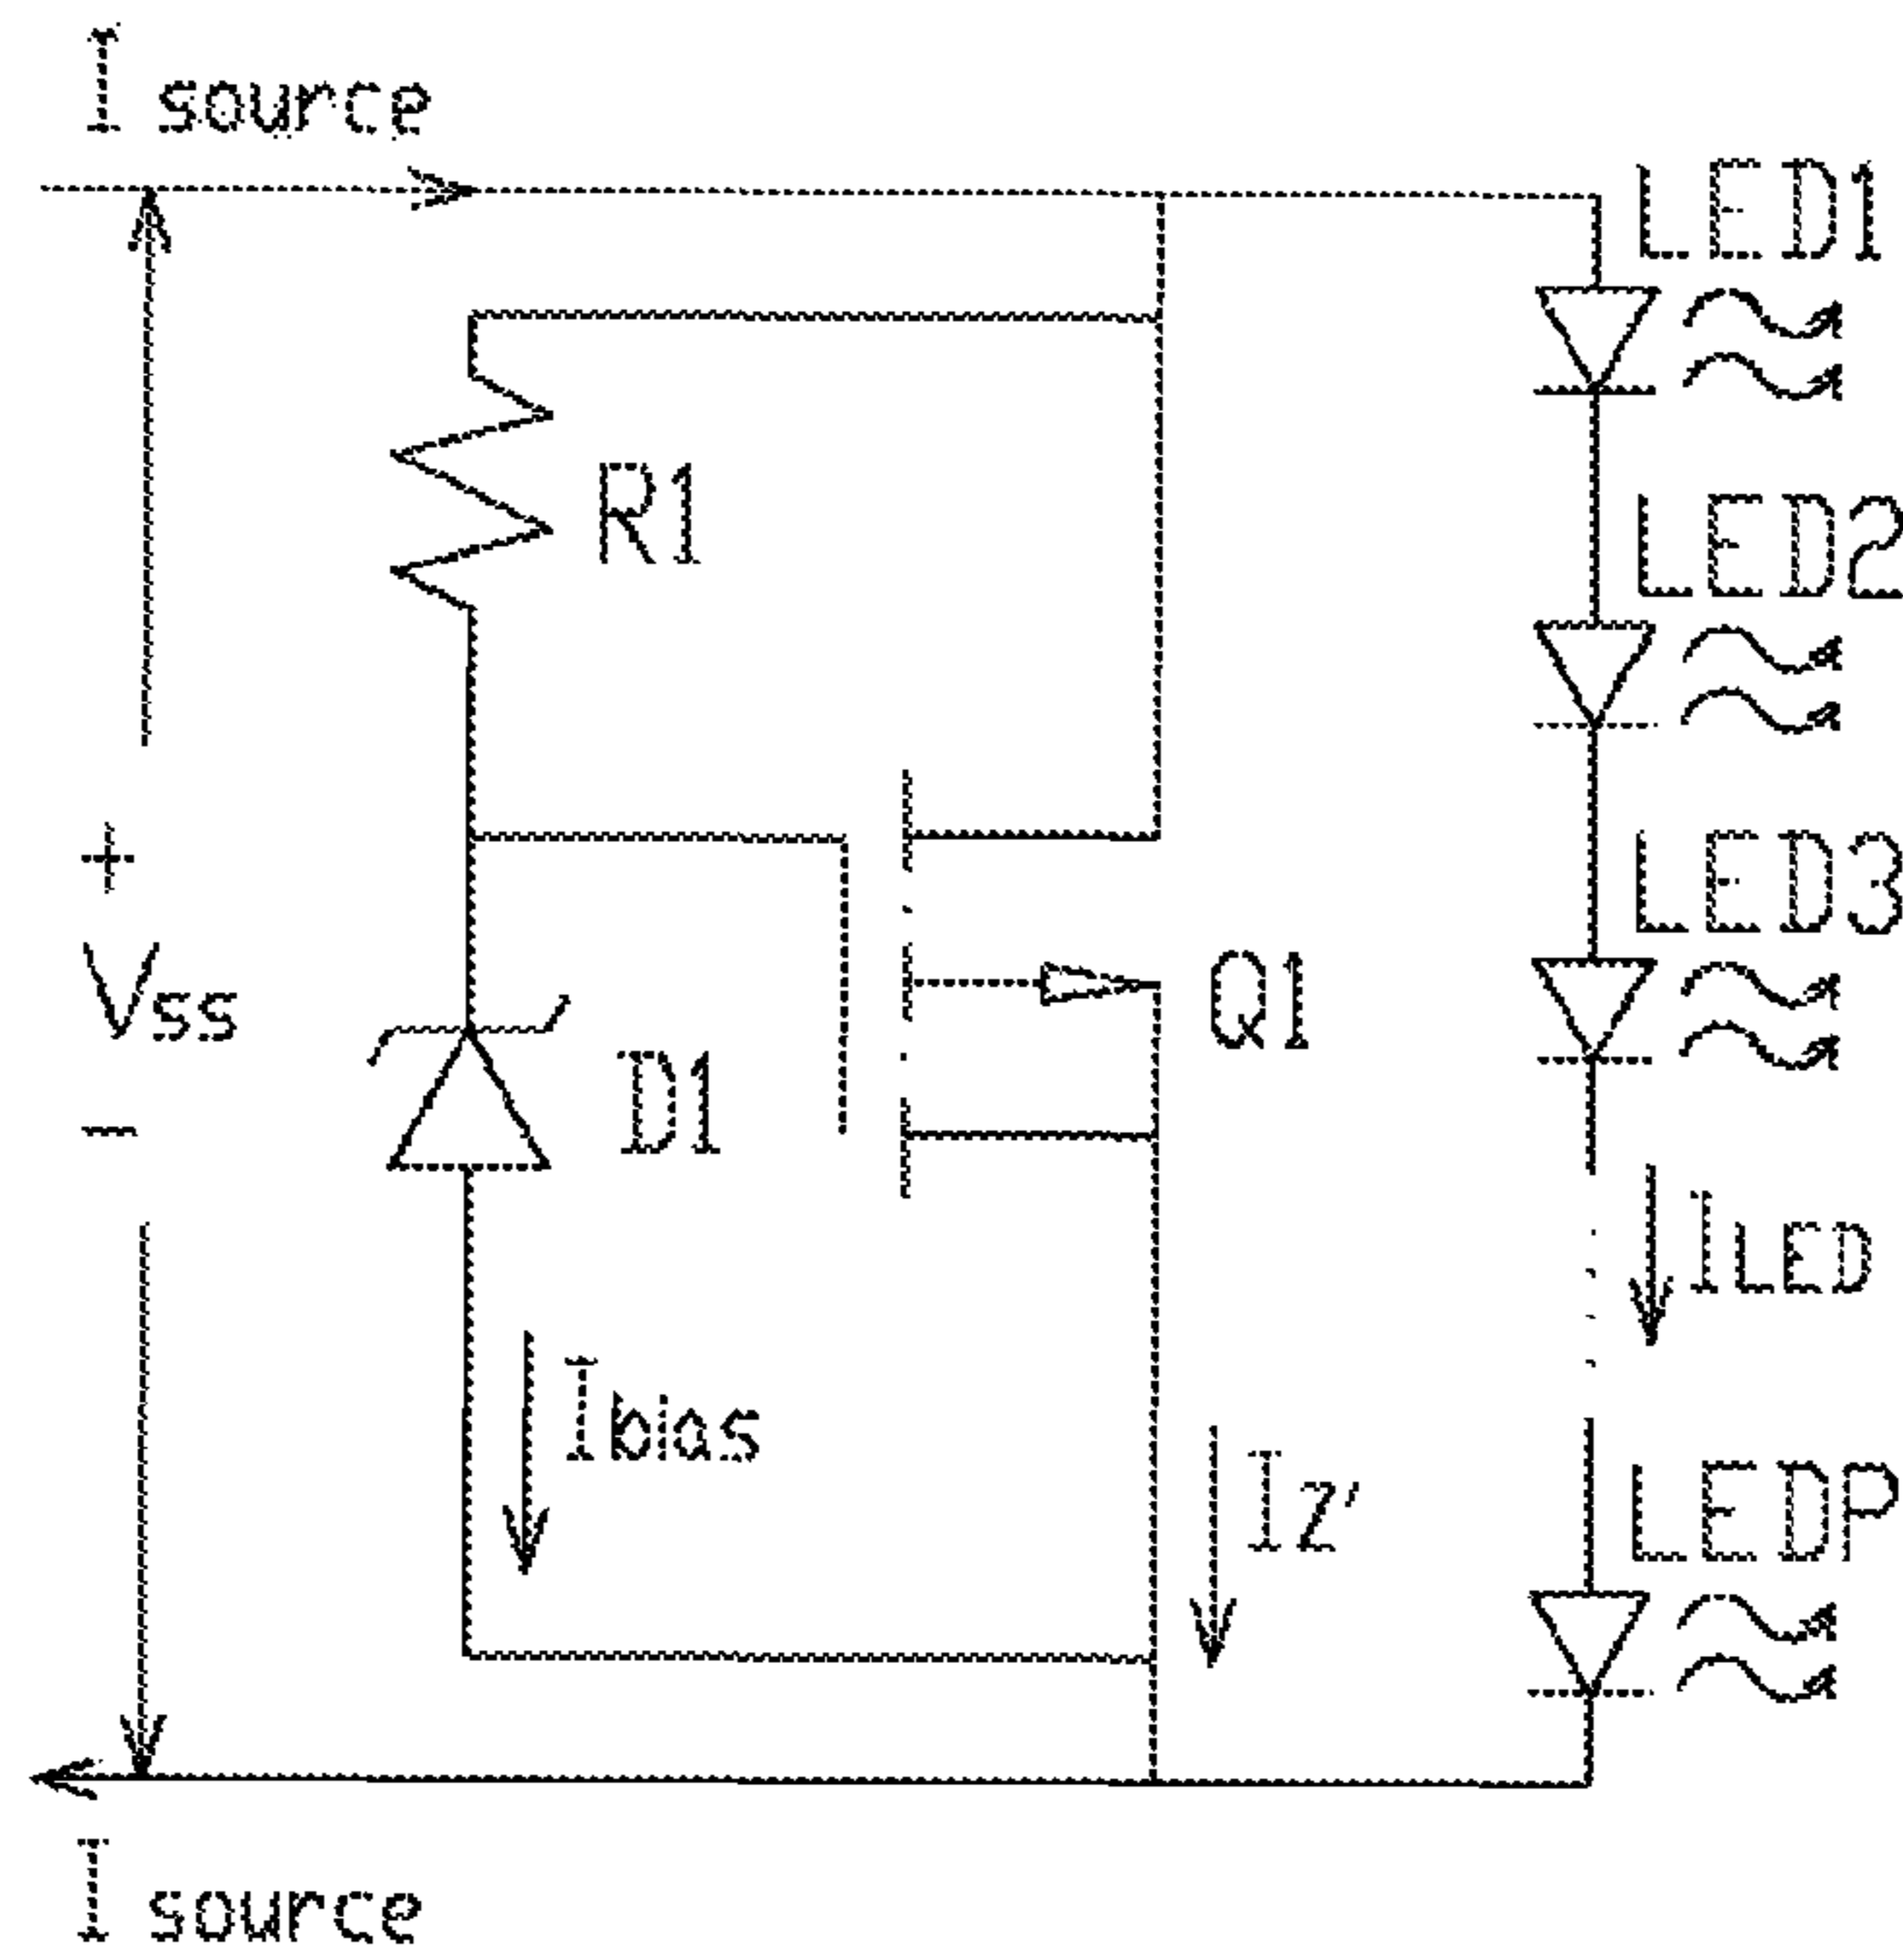 I source
LED1
R1
LED2
LED3
+
Vss
−
Q1
D1
ILED
Ibias
IZ'
LEDP
I source